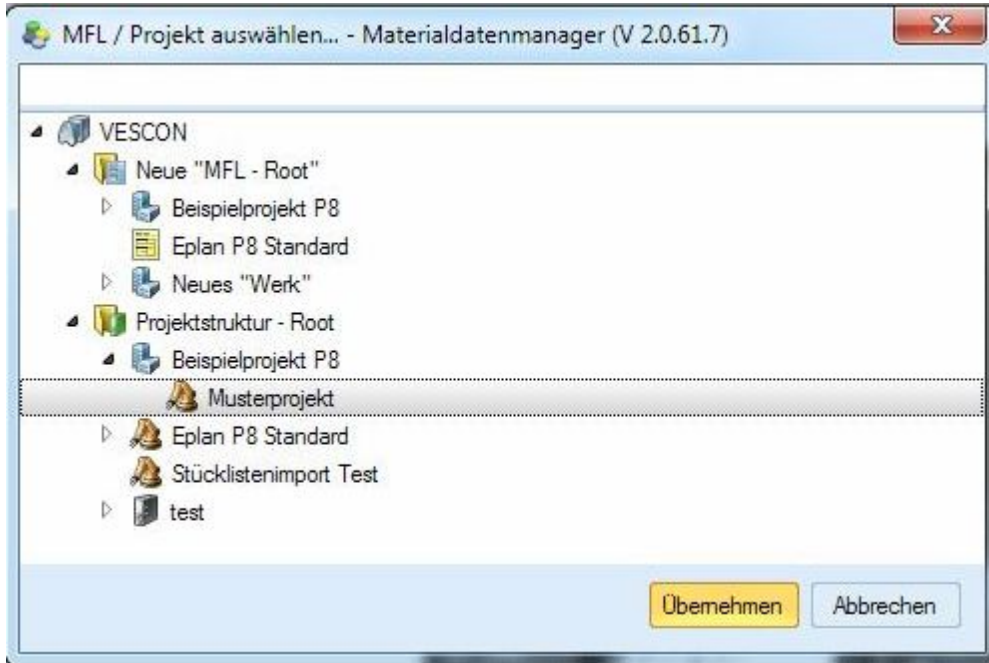 MFL / Projekt auswählen... - Materialdatenmanager (V 2.0.61.7)
VESCON
Neue "MFL - Root"
Beispielprojekt P8
Eplan P8 Standard
Neues "Werk"
Projektstruktur - Root
Beispielprojekt P8
Musterprojekt
Eplan P8 Standard
Stücklistenimport Test
test
Übernehmen Abbrechen